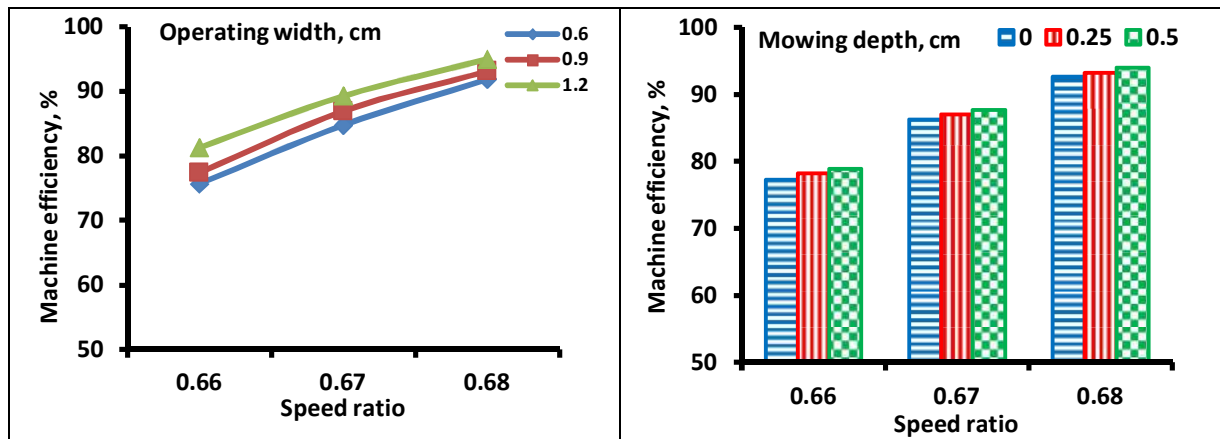 Operating width, cm
0.6
0.9
1.2
Machine efficiency, %
100
90
80
70
60
50
0.66 0.67 0.68
Speed ratio
Mowing depth, cm 0 0.25 0.5
Machine efficiency, %
100
90
80
70
60
50
0.66 0.67 0.68
Speed ratio